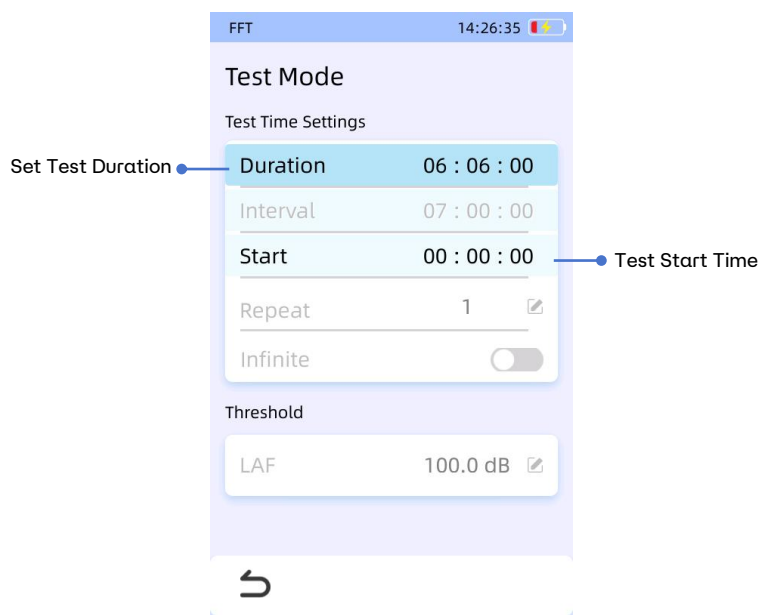 FFT 14:26:35
Test Mode
Test Time Settings
Set Test Duration
Duration 06 : 06 : 00
Interval 07 : 00 : 00
Start 00 : 00 : 00
Test Start Time
Repeat 1
Infinite
Threshold
LAF 100.0 dB